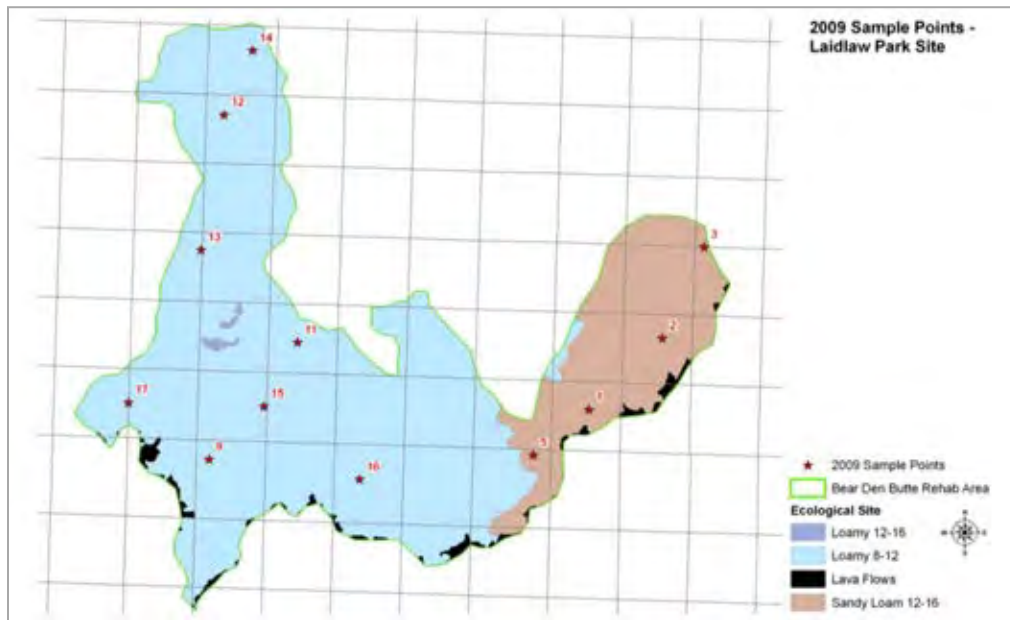 2009 Sample Points -
Laidlaw Park Site
14
12
13
3
11
2
17
15
1
9
5
16
2009 Sample Points
Bear Den Butte Rehab Area
Ecological Site
Loamy 12-16
Loamy 8-12
Lava Flows
Sandy Loam 12-16